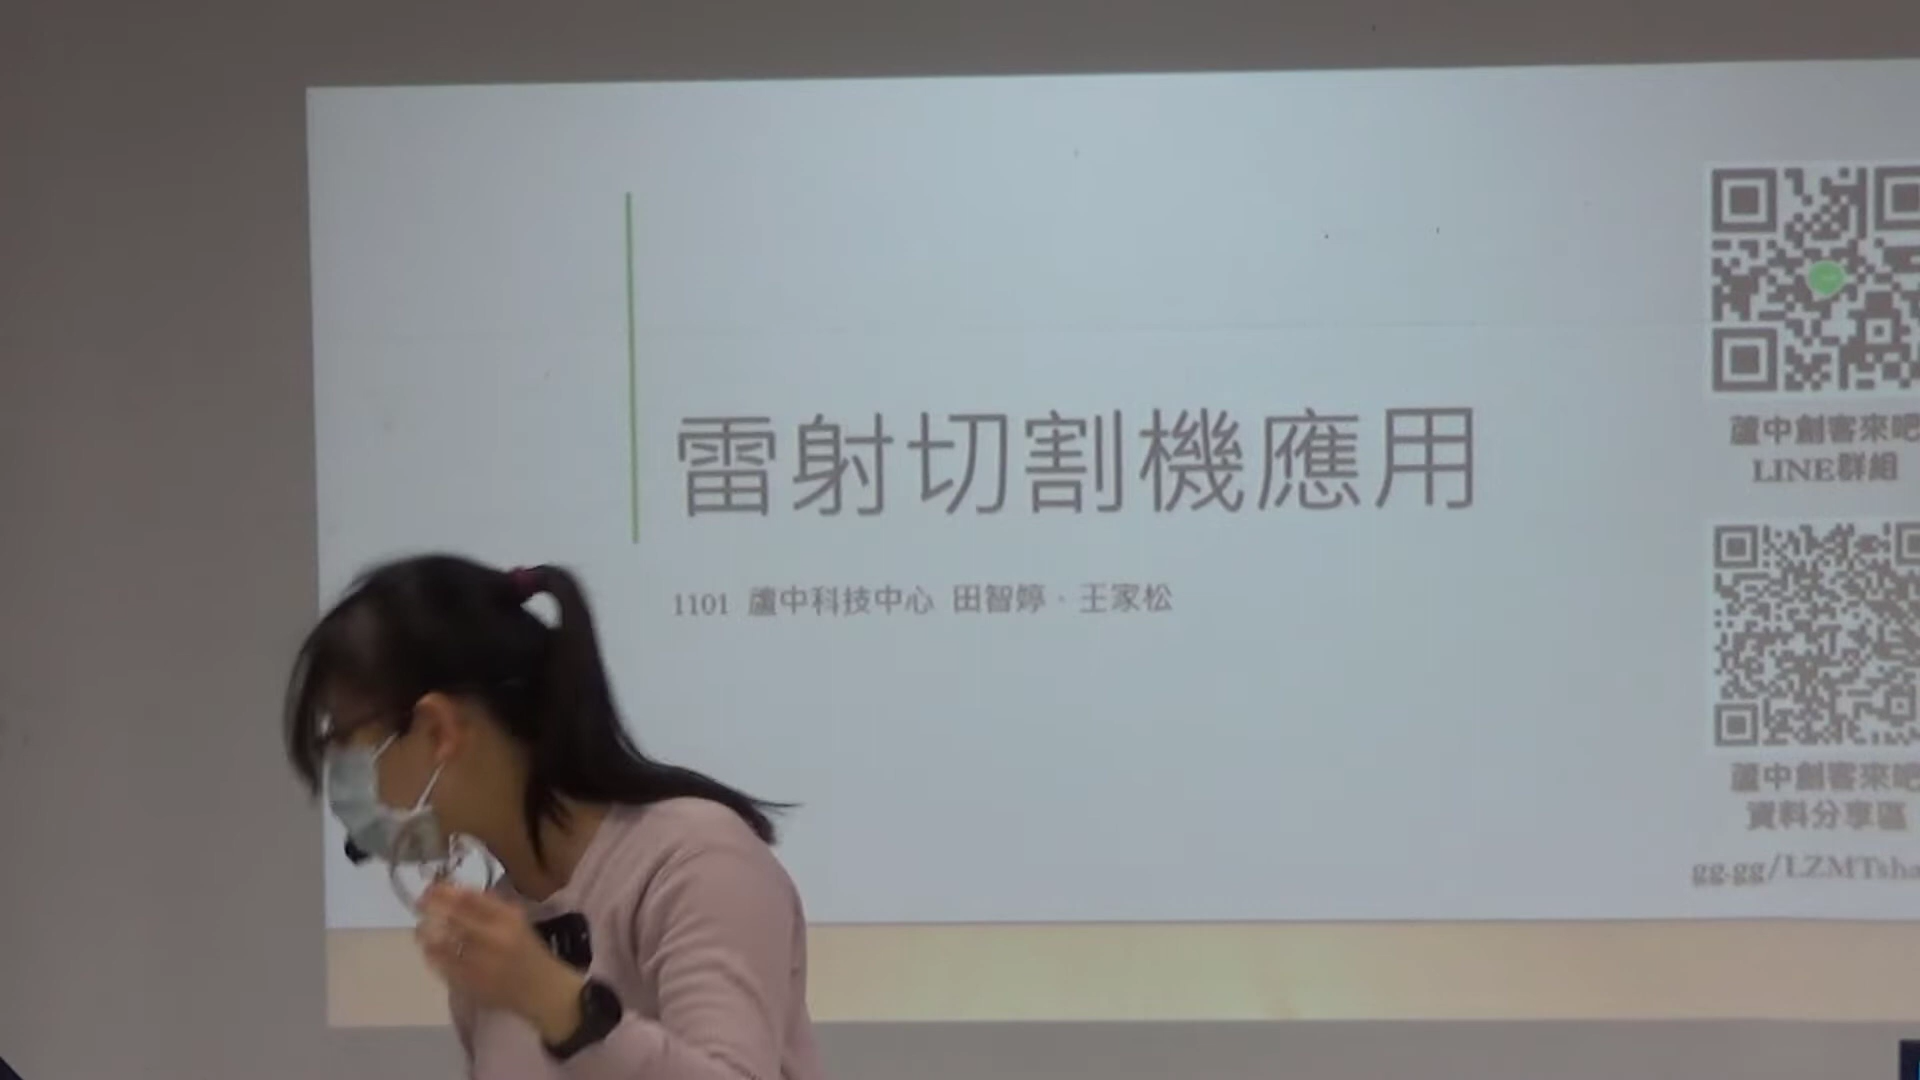 雷射切割機應用
1101 蘆中科技中心 田智婷、王家松
蘆中創客來吧
LINE群組
蘆中創客來吧
資料分享區
gg.gg/LZMTsha